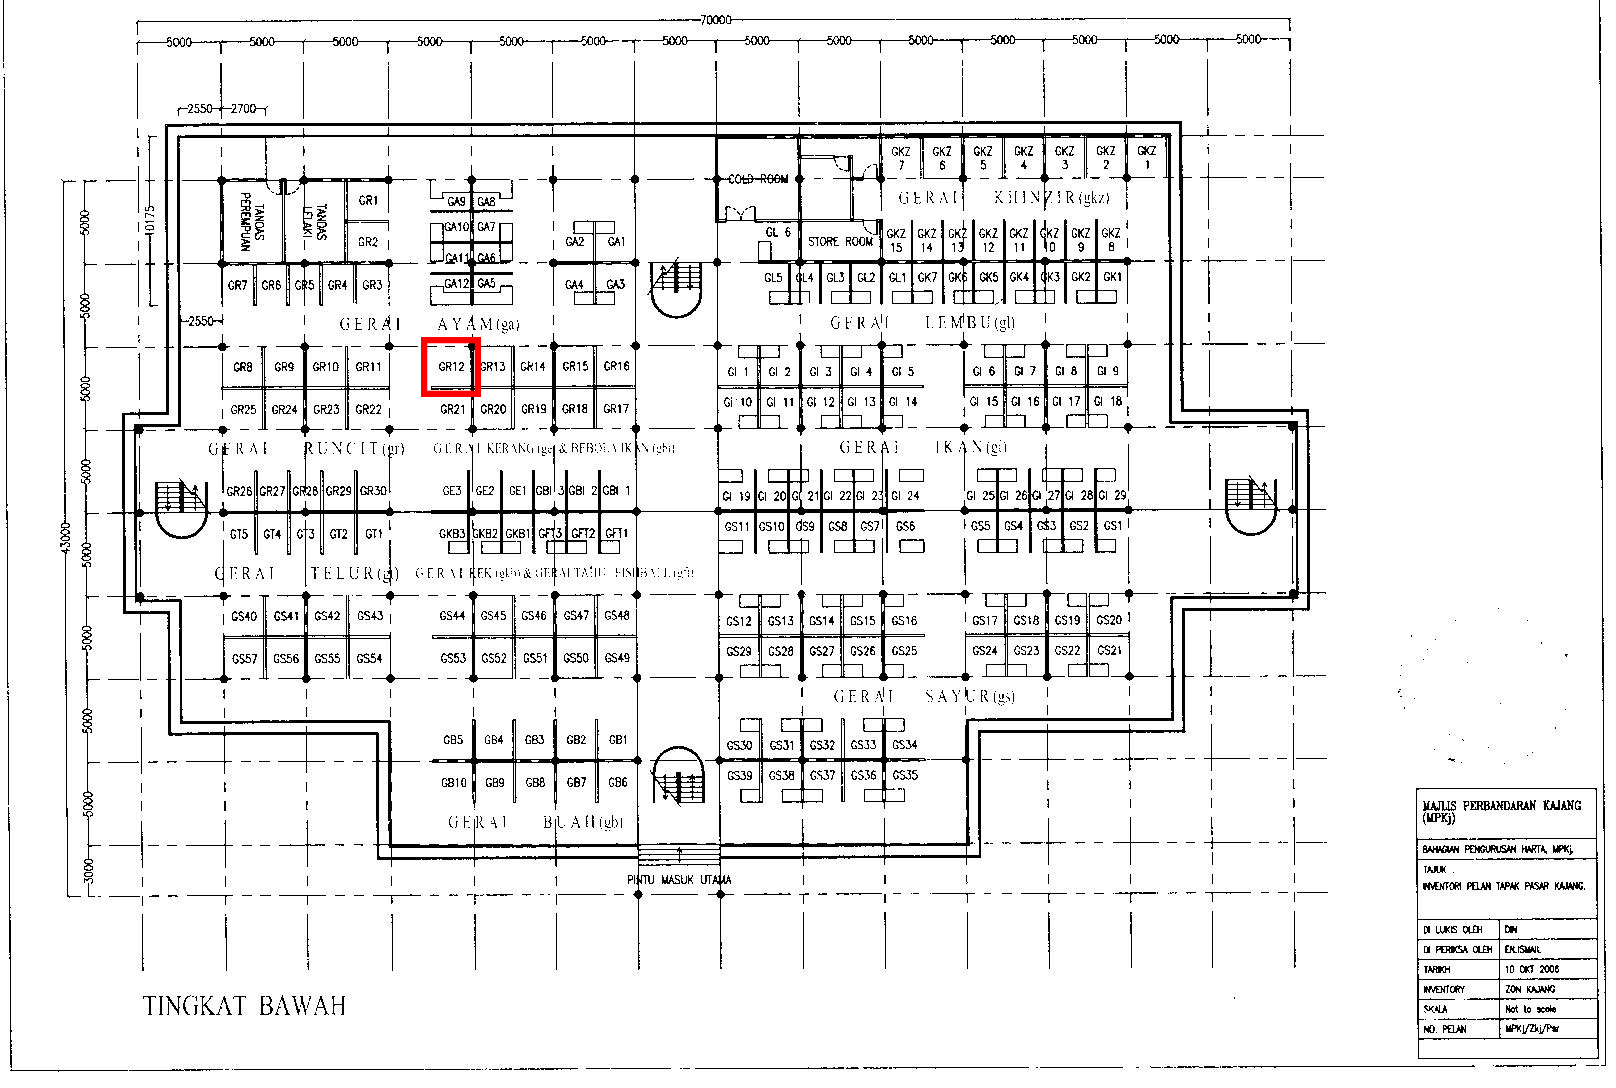 70000
5000 5000 5000 5000 5000 5000 5000 5000 5000 5000 5000 5000 5000 5000
2550 2700
GKZ 7 GKZ 6 GKZ 5 GKZ 4 GKZ 3 GKZ 2 GKZ 1
COLD ROOM
GERAI KHINZIR(gkz)
TANDAS PEREMPUAN
TANDAS LELAKI
GR1
GR2
GA9 GA8
GA10 GA7
GA11 GA6
GA12 GA5
GA2 GA1
GA4 GA3
GL 6
STORE ROOM
GKZ 15 GKZ 14 GKZ 13 GKZ 12 GKZ 11 GKZ 10 GKZ 9 GKZ 8
GR7 GR6 GR5 GR4 GR3
GL5 GL4 GL3 GL2 GL1 GK7 GK6 GK5 GK4 GK3 GK2 GK1
5000
10175
5000
2550
GERAI AYAM(ga)
GERAI LEMBU(gl)
GR8 GR9 GR10 GR11 GR12 GR13 GR14 GR15 GR16
GI 1 GI 2 GI 3 GI 4 GI 5 GI 6 GI 7 GI 8 GI 9
5000
GR25 GR24 GR23 GR22 GR21 GR20 GR19 GR18 GR17
GI 10 GI 11 GI 12 GI 13 GI 14 GI 15 GI 16 GI 17 GI 18
GERAI RUNCIT(gr)
GERAI KERANG(ge) & BEBOLA IKAN(gbi)
GERAI IKAN(gi)
5000
GR26 GR27 GR28 GR29 GR30 GE3 GE2 GE1 GBI 3 GBI 2 GBI 1
GI 19 GI 20 GI 21 GI 22 GI 23 GI 24 GI 25 GI 26 GI 27 GI 28 GI 29
GT5 GT4 GT3 GT2 GT1 GKB3 GKB2 GKB1 GFT3 GFT2 GFT1
GS11 GS10 GS9 GS8 GS7 GS6 GS5 GS4 GS3 GS2 GS1
43000
5000
GERAI TELUR(gt)
GS40 GS41 GS42 GS43 GS44 GS45 GS46 GS47 GS48
GS12 GS13 GS14 GS15 GS16 GS17 GS18 GS19 GS20
5000
GS57 GS56 GS55 GS54 GS53 GS52 GS51 GS50 GS49
GS29 GS28 GS27 GS26 GS25 GS24 GS23 GS22 GS21
GERAI SAYUR(gs)
5000
GB5 GB4 GB3 GB2 GB1
GS30 GS31 GS32 GS33 GS34
GB10 GB9 GB8 GB7 GB6
GS39 GS38 GS37 GS36 GS35
5000
GERAI BUAH(gb)
3000
PINTU MASUK UTAMA
TINGKAT BAWAH
MAJLIS PERBANDARAN KAJANG
(MPKj)
BAHAGIAN PENGURUSAN HARTA, MPKj.
TAJUK :
INVENTORI PELAN TAPAK PASAR KAJANG.
DI LUKIS OLEH DIN
DI PERIKSA OLEH EN.ISMAIL
TARIKH 10 OKT 2006
INVENTORY ZON KAJANG
SKALA Not to scale
NO. PELAN MPKj/Zkj/Psr